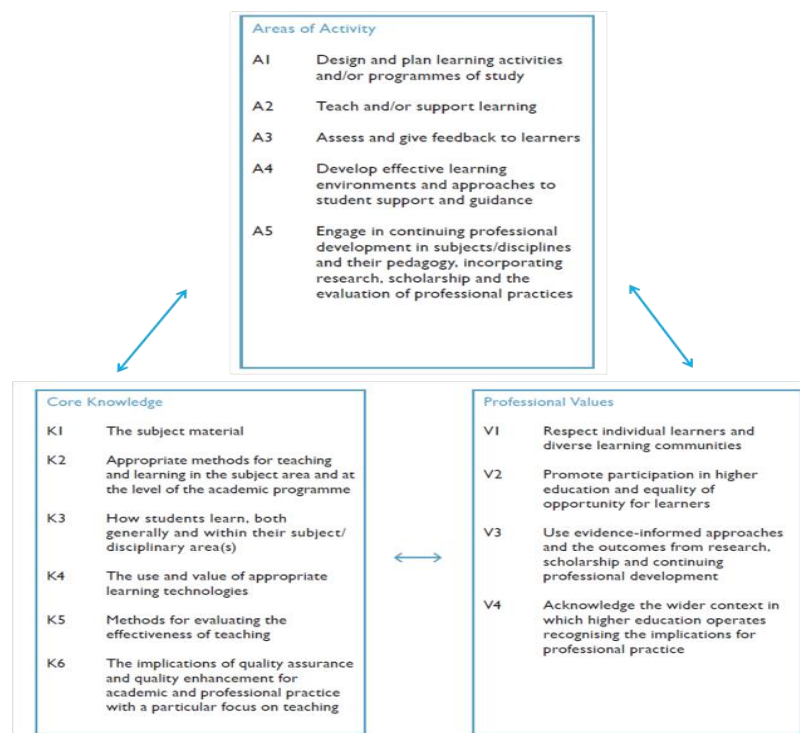 Areas of Activity
A1 Design and plan learning activities
and/or programmes of study
A2 Teach and/or support learning
A3 Assess and give feedback to learners
A4 Develop effective learning
environments and approaches to
student support and guidance
A5 Engage in continuing professional
development in subjects/disciplines
and their pedagogy, incorporating
research, scholarship and the
evaluation of professional practices
Core Knowledge
K1 The subject material
K2 Appropriate methods for teaching
and learning in the subject area and at
the level of the academic programme
K3 How students learn, both
generally and within their subject/
disciplinary area(s)
K4 The use and value of appropriate
learning technologies
K5 Methods for evaluating the
effectiveness of teaching
K6 The implications of quality assurance
and quality enhancement for
academic and professional practice
with a particular focus on teaching
Professional Values
V1 Respect individual learners and
diverse learning communities
V2 Promote participation in higher
education and equality of
opportunity for learners
V3 Use evidence-informed approaches
and the outcomes from research,
scholarship and continuing
professional development
V4 Acknowledge the wider context in
which higher education operates
recognising the implications for
professional practice